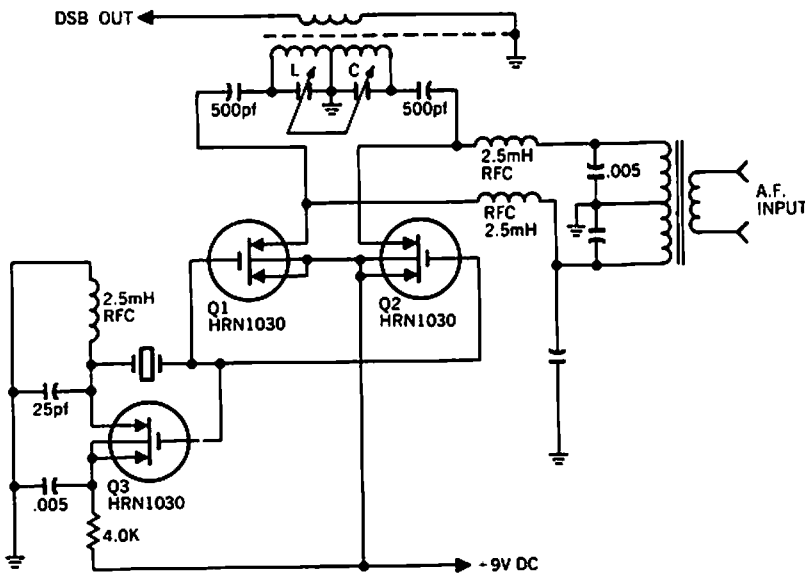 DSB OUT
L
C
500pf
500pf
2.5mH
RFC
.005
RFC
2.5mH
A.F.
INPUT
2.5mH
RFC
Q1
HRN1030
Q2
HRN1030
25pf
Q3
HRN1030
.005
4.0K
-9V DC